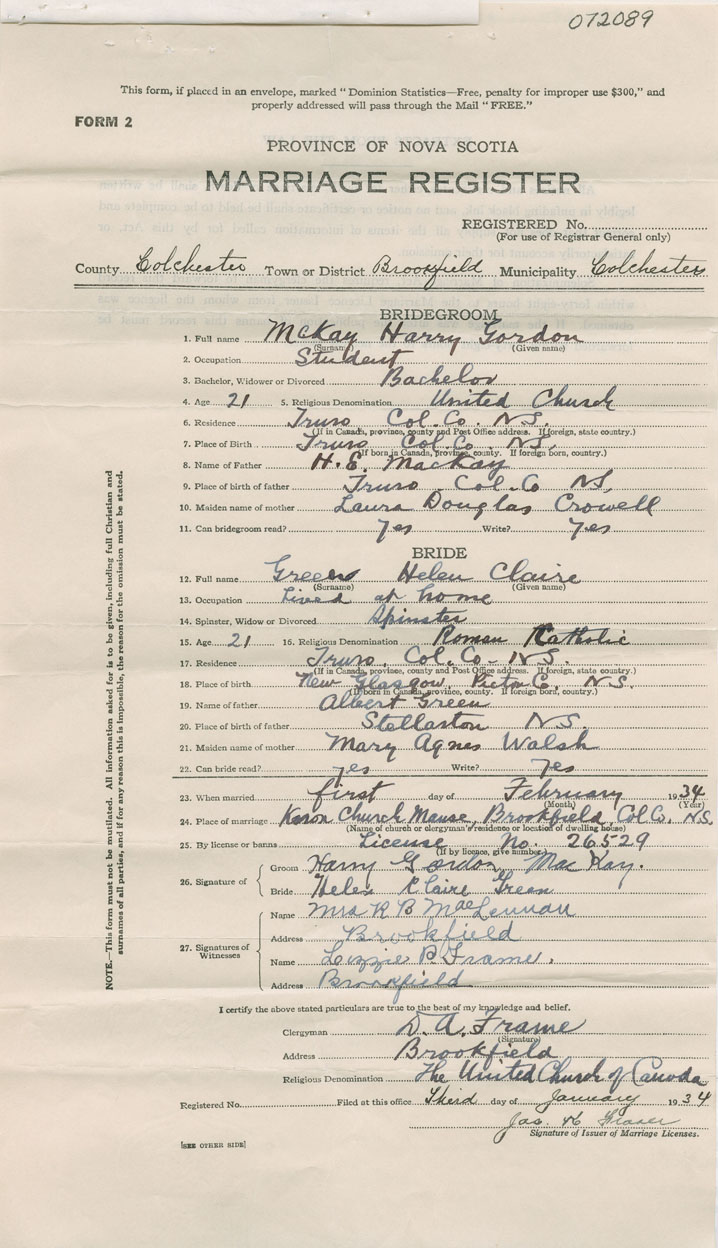 072089
This form, if placed in an envelope, marked "Dominion Statistics—Free, penalty for improper use $300," and
properly addressed will pass through the Mail "FREE."
FORM 2
PROVINCE OF NOVA SCOTIA
MARRIAGE REGISTER
REGISTERED No.
(For use of Registrar General only)
County Colchester Town or District Brookfield Municipality Colchester
BRIDEGROOM
1. Full name McKay Harry Gordon
(Surname) (Given name)
2. Occupation Student
3. Bachelor, Widower or Divorced Bachelor
4. Age 21 5. Religious Denomination United Church
6. Residence Truro Col. Co. N.S.
(If in Canada, province, county and Post Office address. If foreign, state country.)
7. Place of Birth Truro Col. Co N.S.
(If born in Canada, province, county. If foreign born, country.)
8. Name of Father H. E. MacKay
9. Place of birth of father Truro Col. Co N.S.
10. Maiden name of mother Laura Douglas Crowell
11. Can bridegroom read? Yes Write? Yes
BRIDE
12. Full name Green Helen Claire
(Surname) (Given name)
13. Occupation Lived at home
14. Spinster, Widow or Divorced Spinster
15. Age 21 16. Religious Denomination Roman Catholic
17. Residence Truro, Col. Co. N.S.
(If in Canada, province, county and Post Office address. If foreign, state country.)
18. Place of birth New Glasgow, Pictou C. N.S.
(If born in Canada, province, county. If foreign born, country.)
19. Name of father Albert Green
20. Place of birth of father Stellarton N.S.
21. Maiden name of mother Mary Agnes Walsh
22. Can bride read? yes Write? Yes
23. When married first day of February 1934
(Month) (Year)
24. Place of marriage Church Manse, Brookfield, Col Co. N.S.
(Name of church or clergyman's residence or location of dwelling house)
25. By license or banns License No. 26529
(If by licence, give number)
26. Signature of Groom Harry Gordon MacKay.
Bride Helen Claire Green
27. Signatures of Witnesses
Name Mrs R B MacLennan
Address Brookfield
Name Lizzie B Frame.
Address Brookfield
I certify the above stated particulars are true to the best of my knowledge and belief.
Clergyman D. A. Frame
(Signature)
Address Brookfield
Religious Denomination The United Church of Canada
Registered No. Filed at this office Third day of January 1934
Jas. K Fraser
Signature of Issuer of Marriage Licenses.
[SEE OTHER SIDE]
NOTE.—This form must not be mutilated. All information asked for is to be given, including full Christian and
surnames of all parties, and if for any reason this is impossible, the reason for the omission must be stated.